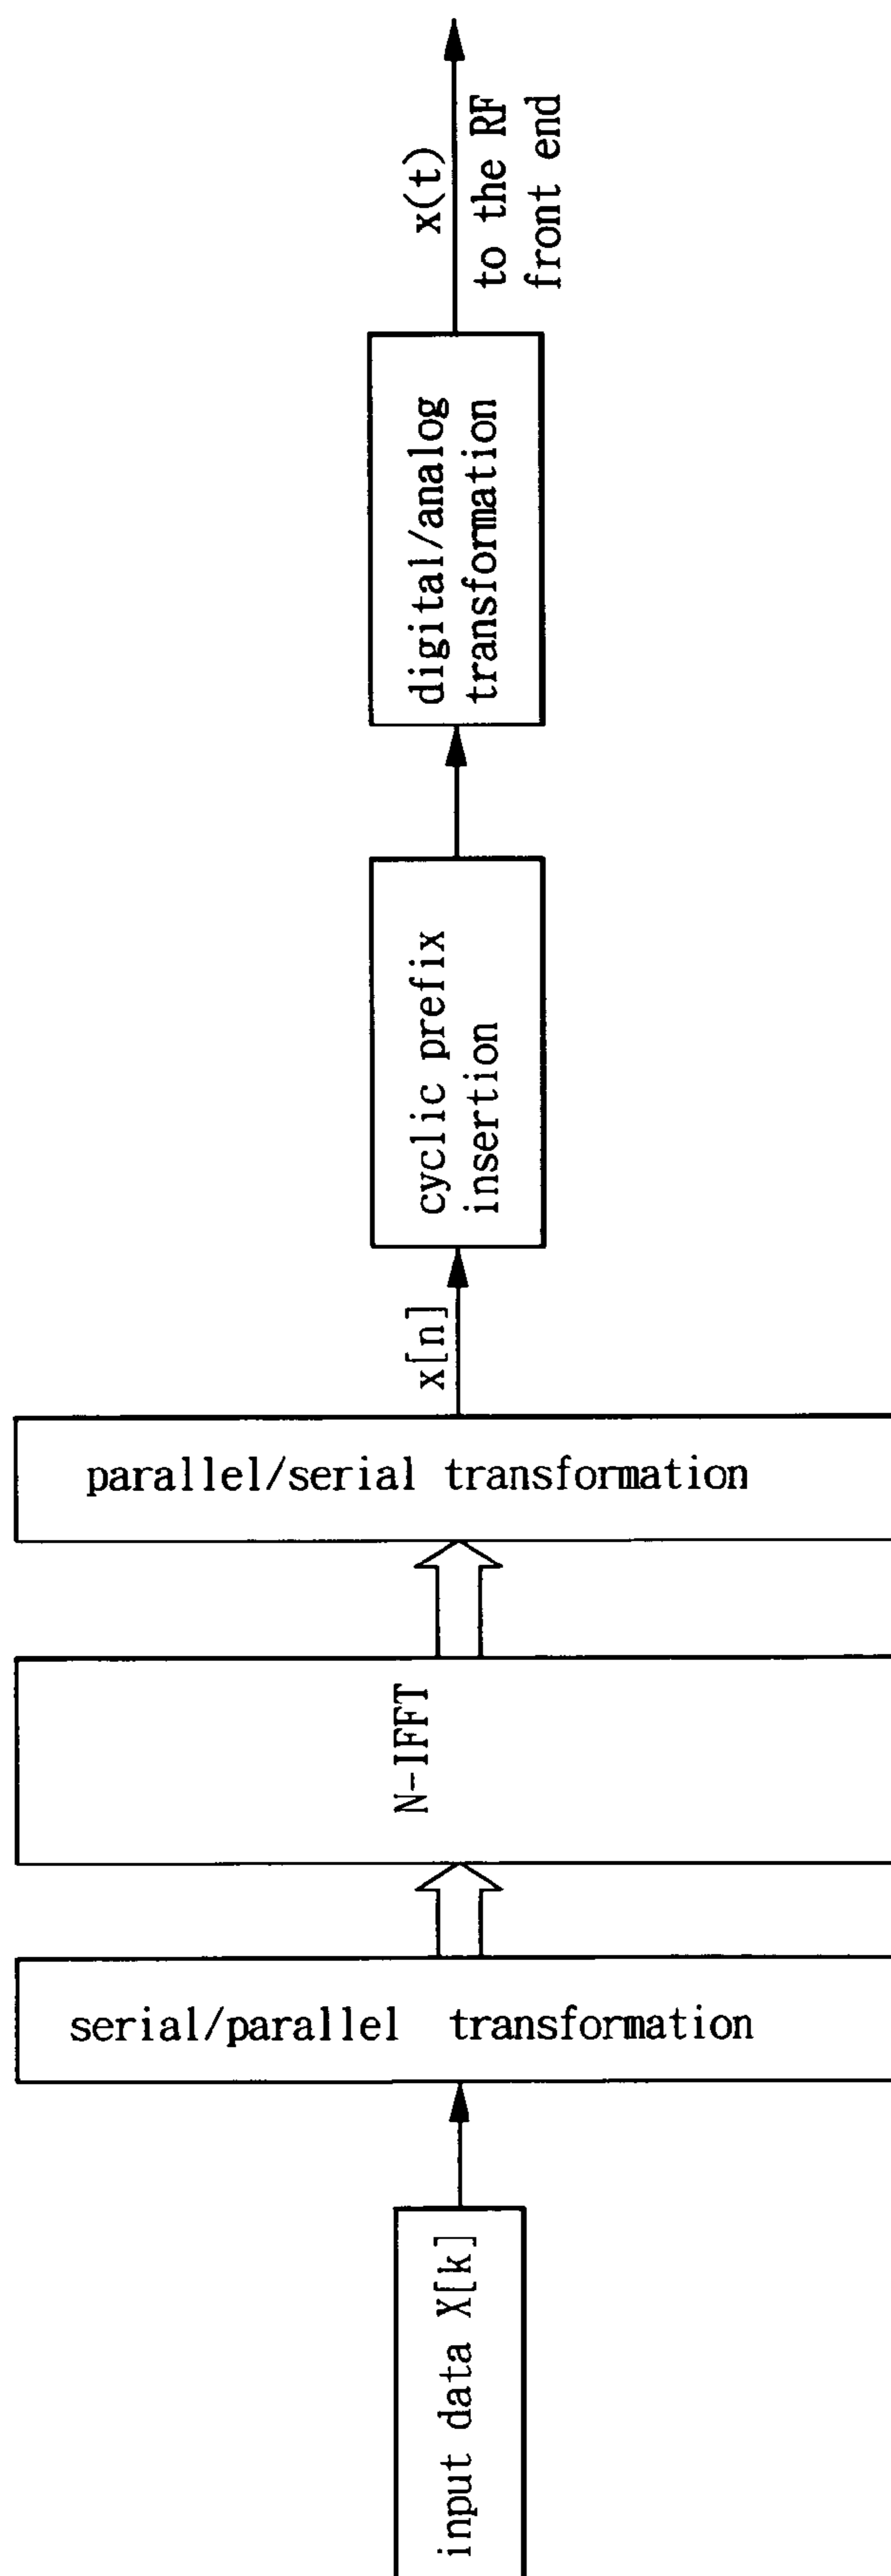 input data X[k]
serial/parallel transformation
N-IFFT
parallel/serial transformation
x[n]
cyclic prefix
insertion
digital/analog
transformation
x(t)
to the RF
front end